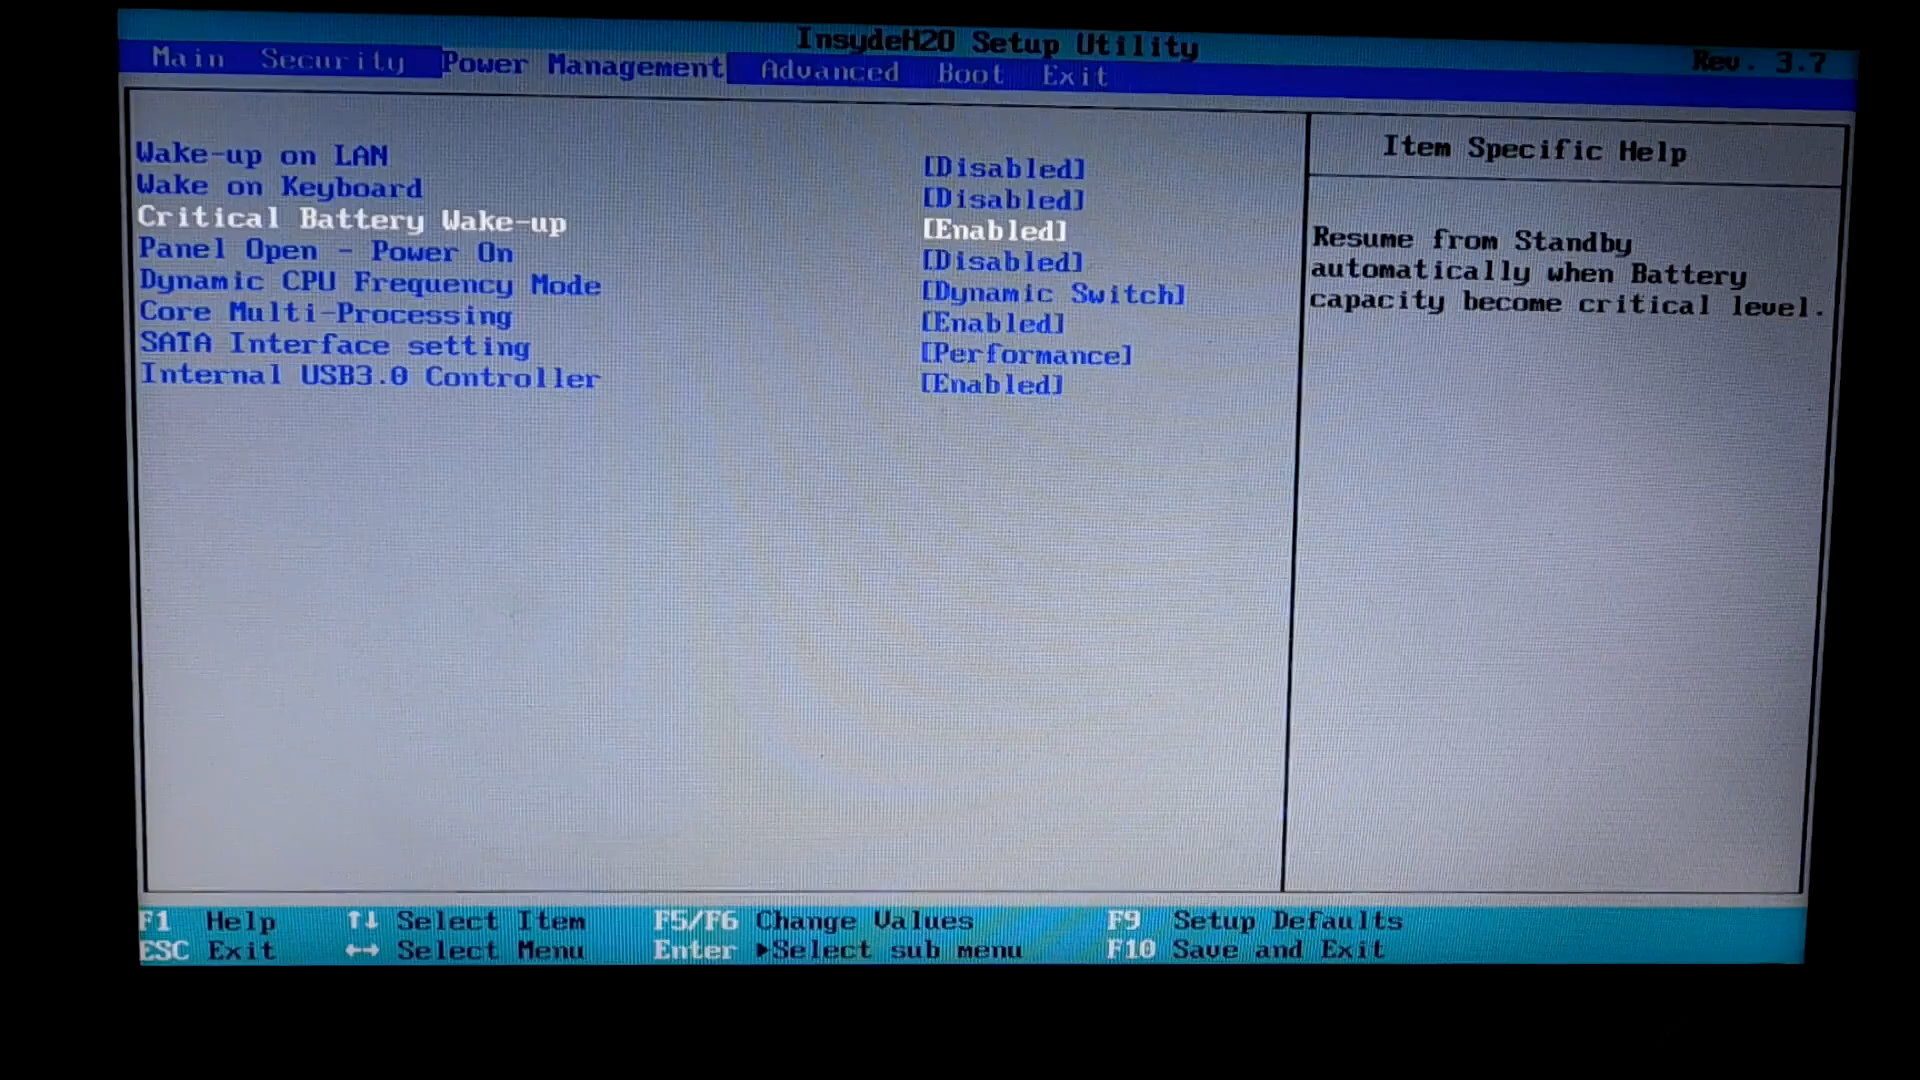 InsydeH20 Setup Utility Rev. 3.7
Main Security Power Management Advanced Boot Exit
Item Specific Help
Wake-up on LAN [Disabled]
Wake on Keyboard [Disabled]
Critical Battery Wake-up [Enabled]
Panel Open - Power On [Disabled]
Dynamic CPU Frequency Mode [Dynamic Switch]
Core Multi-Processing [Enabled]
SATA Interface setting [Performance]
Internal USB3.0 Controller [Enabled]
Resume from Standby
automatically when Battery
capacity become critical level.
F1 Help ↑↓ Select Item F5/F6 Change Values F9 Setup Defaults
ESC Exit ↔ Select Menu Enter ▸Select sub menu F10 Save and Exit